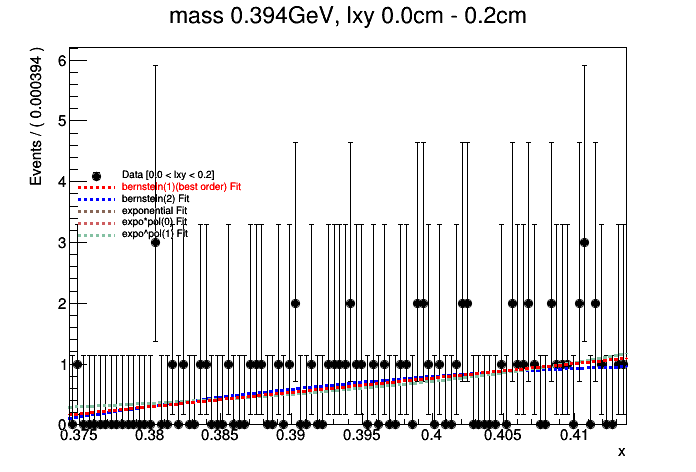 mass 0.394GeV, lxy 0.0cm - 0.2cm
Events / ( 0.000394 )
6
5
4
3
2
1
0
Data [0.0 < lxy < 0.2]
bernstein(1)(best order) Fit
bernstein(2) Fit
exponential Fit
expo*pol(0) Fit
expo^pol(1) Fit
0.375 0.38 0.385 0.39 0.395 0.4 0.405 0.41
x